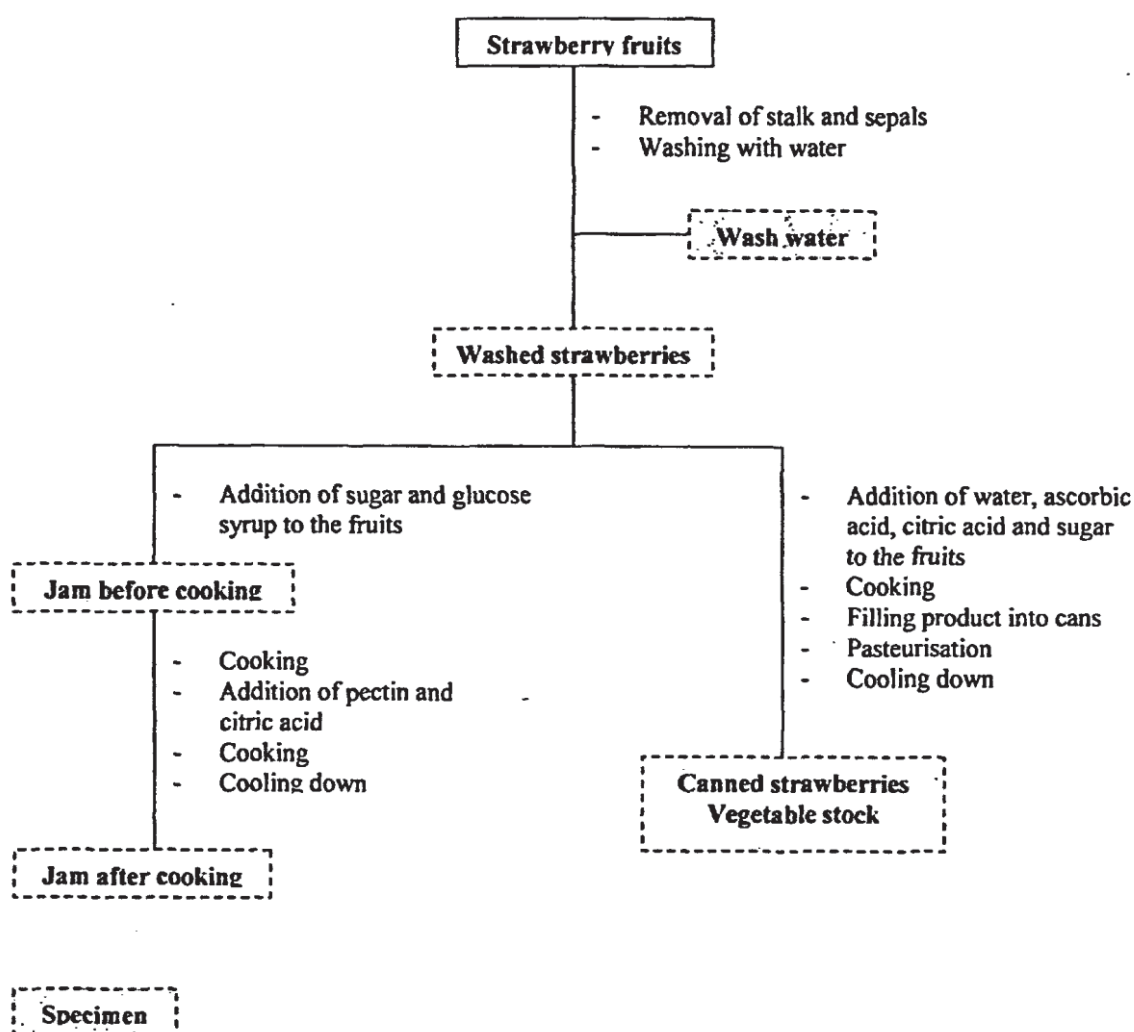 Strawberry fruits
- Removal of stalk and sepals
- Washing with water
Wash water
Washed strawberries
- Addition of sugar and glucose
syrup to the fruits
Jam before cooking
- Cooking
- Addition of pectin and
citric acid
- Cooking
- Cooling down
Jam after cooking
- Addition of water, ascorbic
acid, citric acid and sugar
to the fruits
- Cooking
- Filling product into cans
- Pasteurisation
- Cooling down
Canned strawberries
Vegetable stock
Specimen